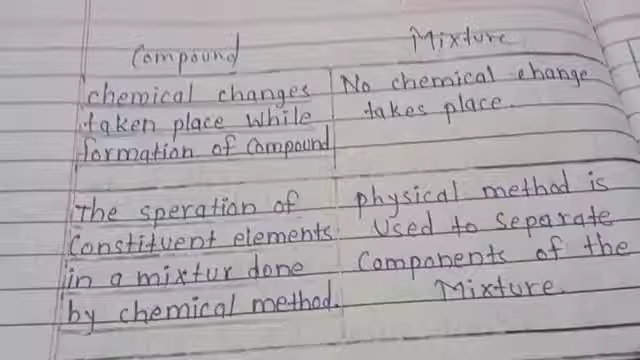 Compound
chemical changes
taken place while
formation of compound
The speration of
constituent elements
in a mixtur done
by chemical method.
Mixture
No chemical change
takes place.
physical method is
used to separate
components of the
Mixture.